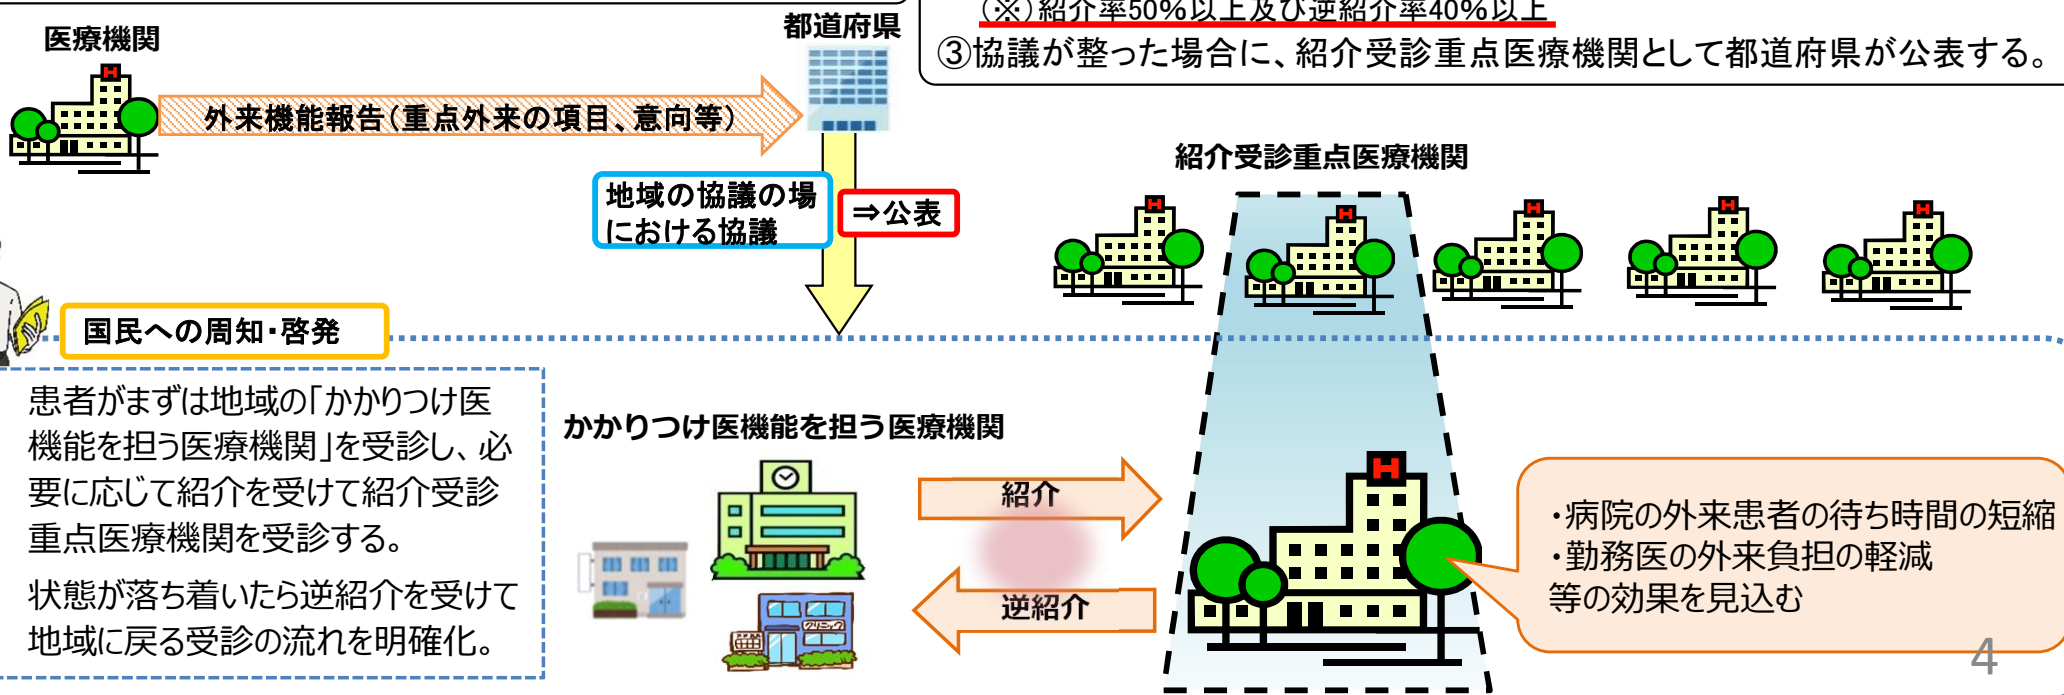 (※)紹介率50%以上及び逆紹介率40%以上
③協議が整った場合に、紹介受診重点医療機関として都道府県が公表する。
医療機関
都道府県
外来機能報告(重点外来の項目、意向等)
地域の協議の場
における協議
⇒公表
紹介受診重点医療機関
H
H
H
H
H
H
国民への周知・啓発
患者がまずは地域の「かかりつけ医
機能を担う医療機関」を受診し、必
要に応じて紹介を受けて紹介受診
重点医療機関を受診する。
状態が落ち着いたら逆紹介を受けて
地域に戻る受診の流れを明確化。
かかりつけ医機能を担う医療機関
クリニック
紹介
逆紹介
H
・病院の外来患者の待ち時間の短縮
・勤務医の外来負担の軽減
等の効果を見込む
4